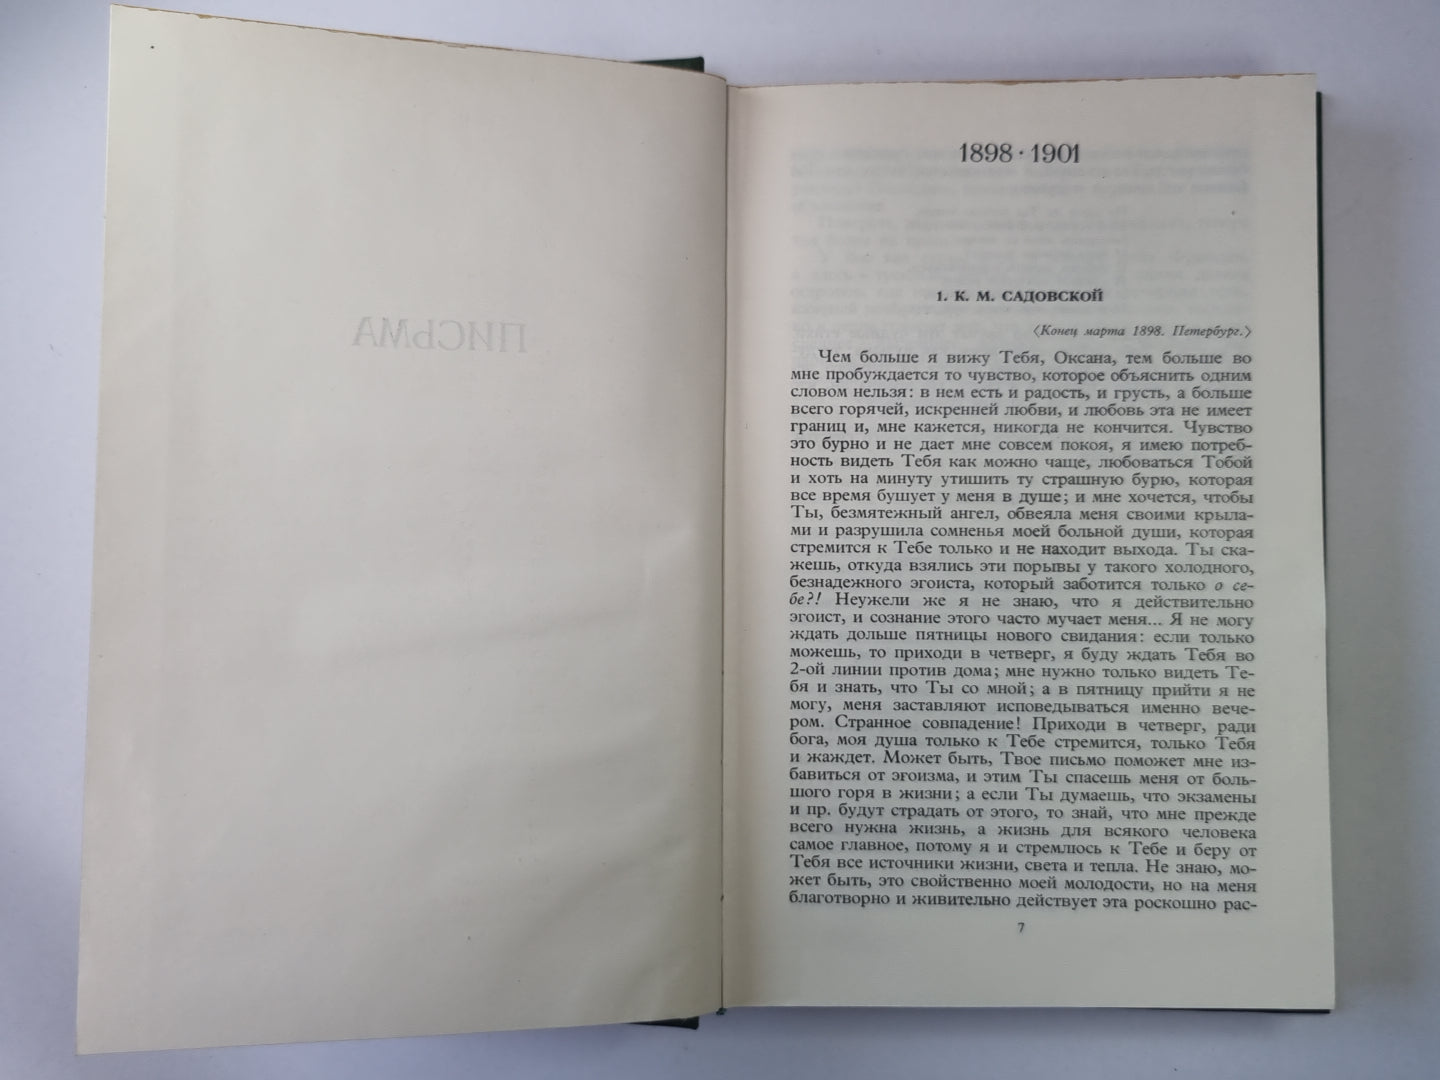 ПИСЬМА
1898 · 1901
1. К. М. САДОВСКОЙ
〈Конец марта 1898. Петербург.〉
Чем больше я вижу Тебя, Оксана, тем больше во
мне пробуждается то чувство, которое объяснить одним
словом нельзя: в нем есть и радость, и грусть, а больше
всего горячей, искренней любви, и любовь эта не имеет
границ и, мне кажется, никогда не кончится. Чувство
это бурно и не дает мне совсем покоя, я имею потреб-
ность видеть Тебя как можно чаще, любоваться Тобой
и хоть на минуту утишить ту страшную бурю, которая
все время бушует у меня в душе; и мне хочется, чтобы
Ты, безмятежный ангел, обвеяла меня своими крыла-
ми и разрушила сомненья моей больной души, которая
стремится к Тебе только и не находит выхода. Ты ска-
жешь, откуда взялись эти порывы у такого холодного,
безнадежного эгоиста, который заботится только о се-
бе?! Неужели же я не знаю, что я действительно
эгоист, и сознание этого часто мучает меня... Я не могу
ждать дольше пятницы нового свидания: если только
можешь, то приходи в четверг, я буду ждать Тебя во
2-ой линии против дома; мне нужно только видеть Те-
бя и знать, что Ты со мной; а в пятницу прийти я не
могу, меня заставляют исповедываться именно вече-
ром. Странное совпадение! Приходи в четверг, ради
бога, моя душа только к Тебе стремится, только Тебя
и жаждет. Может быть, Твое письмо поможет мне из-
бавиться от эгоизма, и этим Ты спасешь меня от боль-
шого горя в жизни; а если Ты думаешь, что экзамены
и пр. будут страдать от этого, то знай, что мне прежде
всего нужна жизнь, а жизнь для всякого человека
самое главное, потому я и стремлюсь к Тебе и беру от
Тебя все источники жизни, света и тепла. Не знаю, мо-
жет быть, это свойственно моей молодости, но на меня
благотворно и живительно действует эта роскошно рас-
7